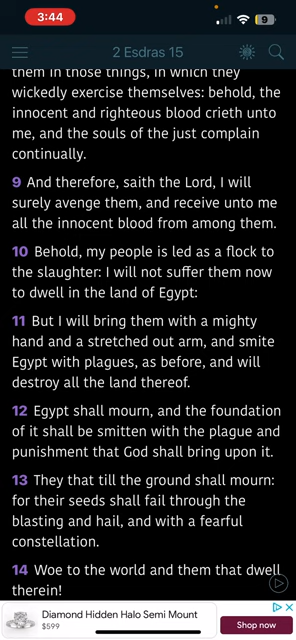 3:44
9
2 Esdras 15
them in those things, in which they
wickedly exercise themselves: behold, the
innocent and righteous blood crieth unto
me, and the souls of the just complain
continually.
9 And therefore, saith the Lord, I will
surely avenge them, and receive unto me
all the innocent blood from among them.
10 Behold, my people is led as a flock to
the slaughter: I will not suffer them now
to dwell in the land of Egypt:
11 But I will bring them with a mighty
hand and a stretched out arm, and smite
Egypt with plagues, as before, and will
destroy all the land thereof.
12 Egypt shall mourn, and the foundation
of it shall be smitten with the plague and
punishment that God shall bring upon it.
13 They that till the ground shall mourn:
for their seeds shall fail through the
blasting and hail, and with a fearful
constellation.
14 Woe to the world and them that dwell
therein!
Diamond Hidden Halo Semi Mount
$599
Shop now